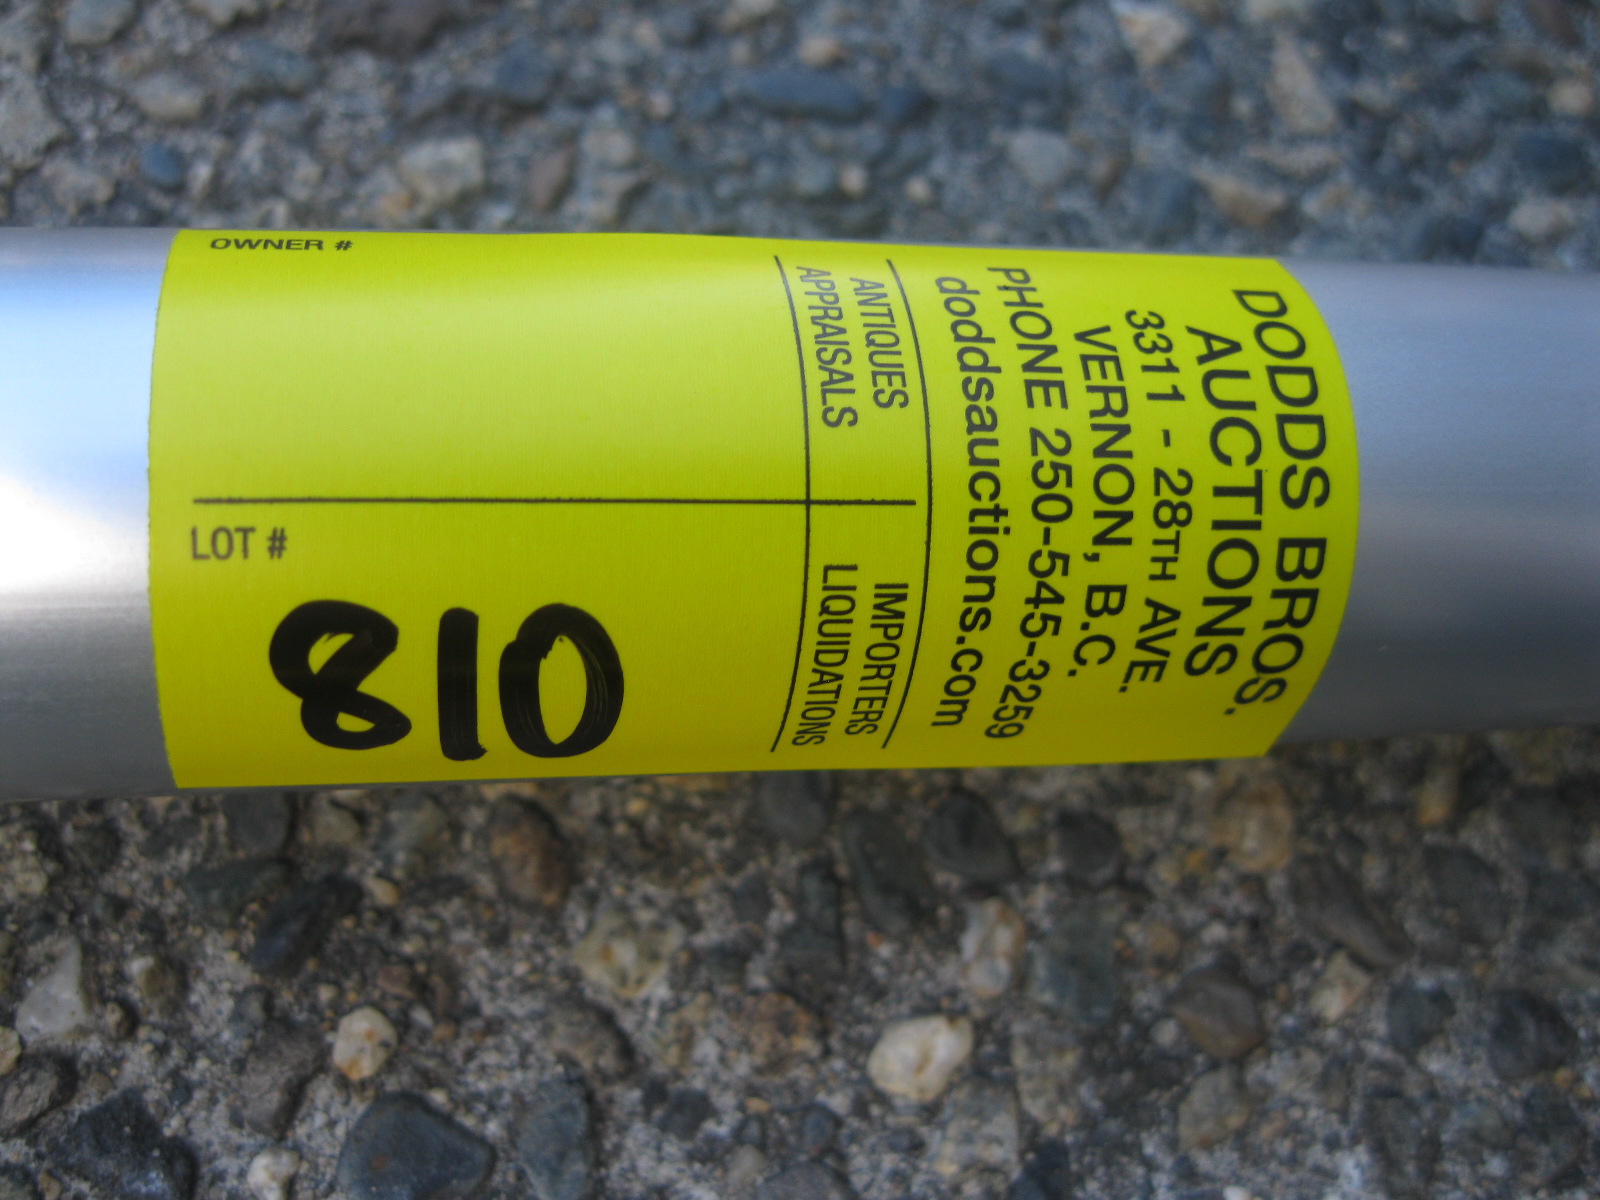 DODDS BROS.
AUCTIONS
3311 - 28TH AVE.
VERNON, B.C.
PHONE 250-545-3259
doddsauctions.com
ANTIQUES IMPORTERS
APPRAISALS LIQUIDATIONS
OWNER #
LOT #
810